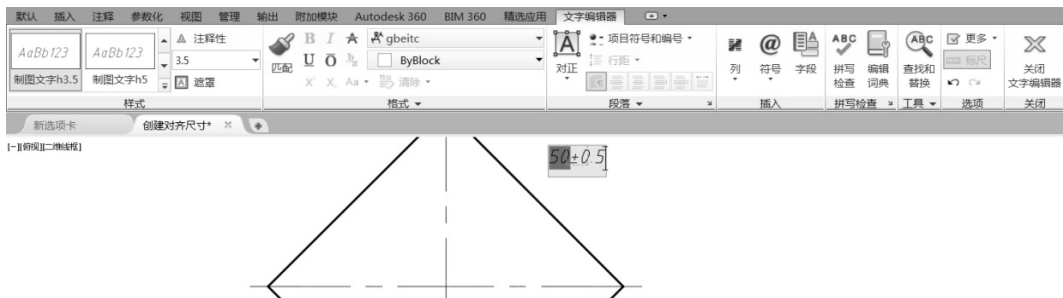 默认 插入 注释 参数化 视图 管理 输出 附加模块 Autodesk 360 BIM 360 精选应用 文字编辑器
AaBb123 AaBb123 注释性 B I A gbeitc 项目符号和编号 @ ABC ABC 更多
3.5 匹配 U O ByBlock 对正 行距 列 符号 字段 拼写检查 编辑词典 查找和替换 标尺 关闭文字编辑器
制图文字h3.5 制图文字h5 A 遮罩 X X, Aa 清除
样式 格式 段落 插入 拼写检查 工具 选项 关闭
新选项卡 创建对齐尺寸*
[-][俯视][二维线框]
50±0.5